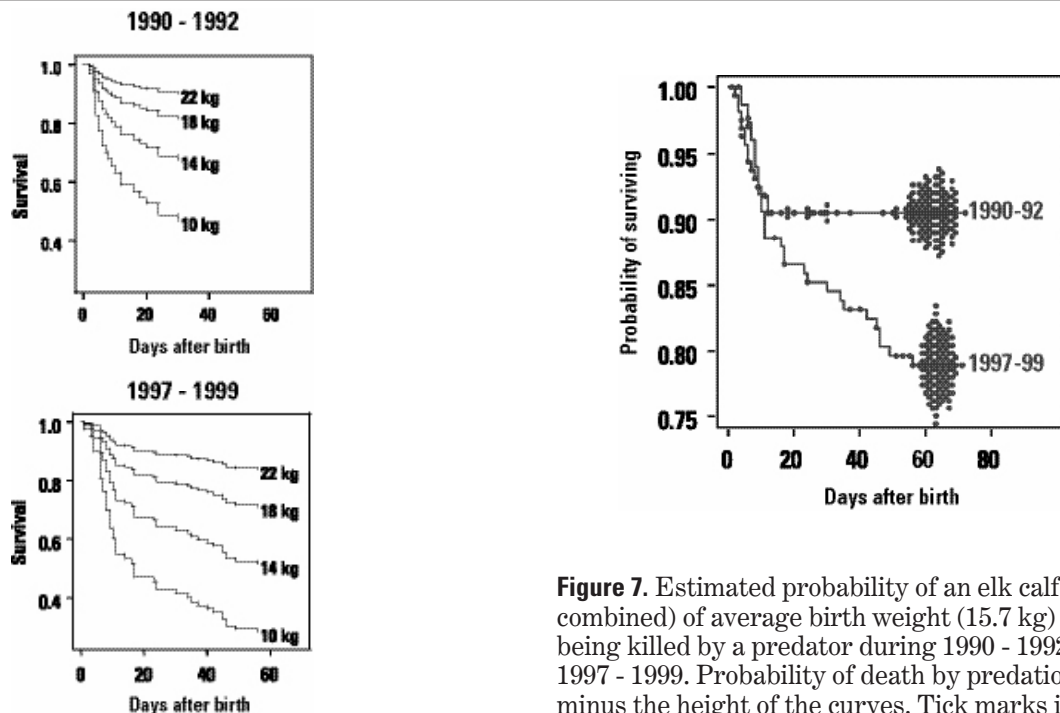 1990 - 1992
1.0
0.8
0.6
0.4
Survival
22 kg
18 kg
14 kg
10 kg
0 20 40 60
Days after birth
1997 - 1999
1.0
0.8
0.6
0.4
Survival
22 kg
18 kg
14 kg
10 kg
0 20 40 60
Days after birth
1.00
0.95
0.90
0.85
0.80
0.75
Probability of surviving
1990-92
1997-99
0 20 40 60 80
Days after birth
Figure 7. Estimated probability of an elk calf
combined) of average birth weight (15.7 kg)
being killed by a predator during 1990 - 1992
1997 - 1999. Probability of death by predatio
minus the height of the curves. Tick marks i